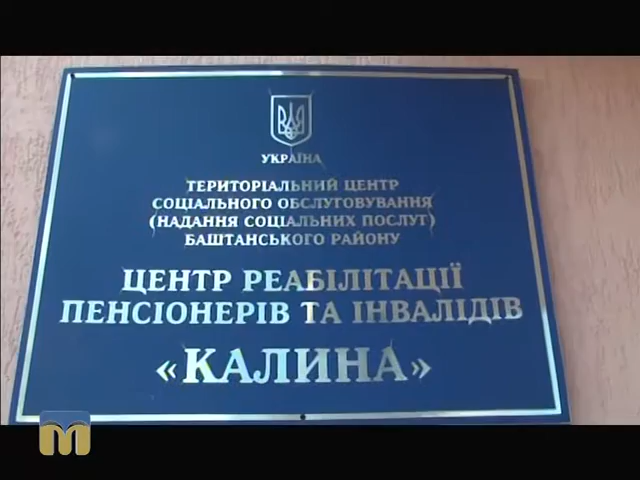 УКРАЇНА
ТЕРИТОРІАЛЬНИЙ ЦЕНТР
СОЦІАЛЬНОГО ОБСЛУГОВУВАННЯ
(НАДАННЯ СОЦІАЛЬНИХ ПОСЛУГ)
БАШТАНСЬКОГО РАЙОНУ
ЦЕНТР РЕАБІЛІТАЦІЇ
ПЕНСІОНЕРІВ ТА ІНВАЛІДІВ
«КАЛИНА»
М